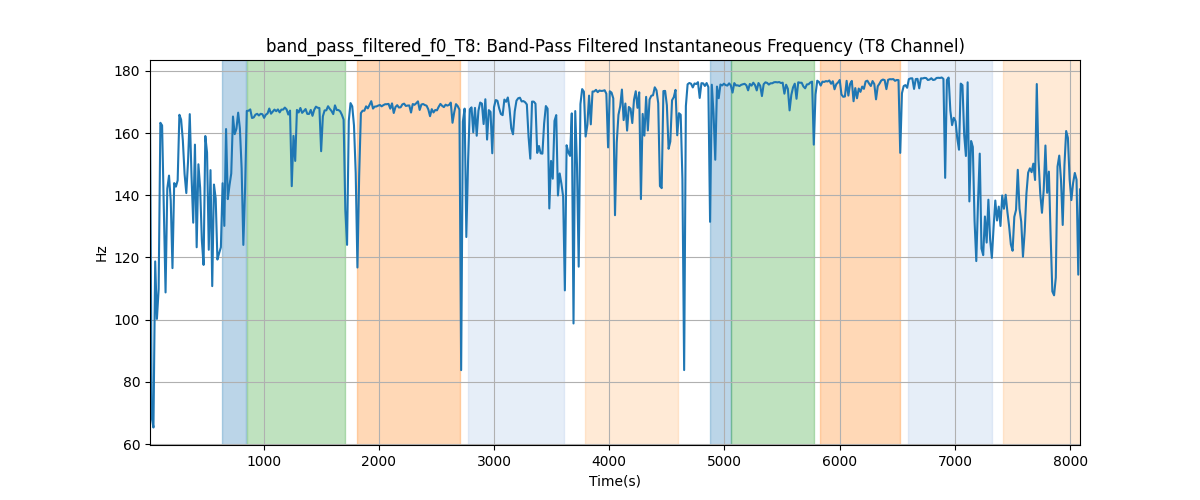 band_pass_filtered_f0_T8: Band-Pass Filtered Instantaneous Frequency (T8 Channel)
180
160
140
120
100
80
60
Hz
1000 2000 3000 4000 5000 6000 7000 8000
Time(s)